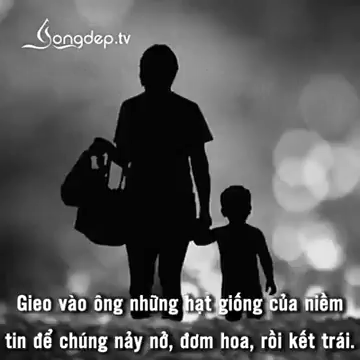 Songdep.tv
Gieo vào ông những hạt giống của niềm
tin để chúng nảy nở, đơm hoa, rồi kết trái.